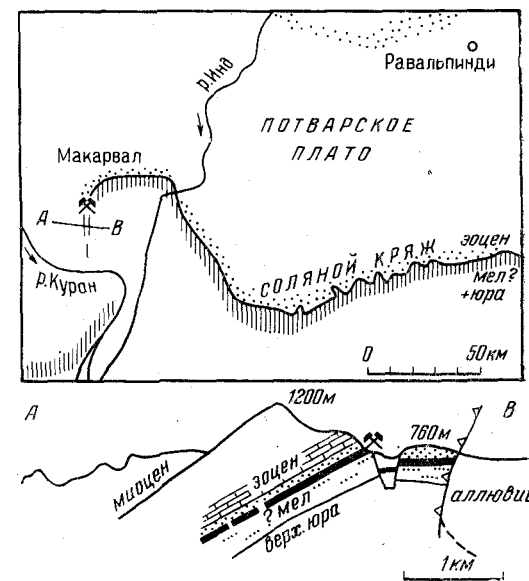 р.Инд
Равальпинди
ПОТВАРСКОЕ
ПЛАТО
Макарвал
А
В
р.Куран
СОЛЯНОЙ КРЯЖ
эоцен
мел?
+юра
0 50км
А
1200м
760м
В
миоцен
эоцен
? мел
верх. юра
аллювий
1км